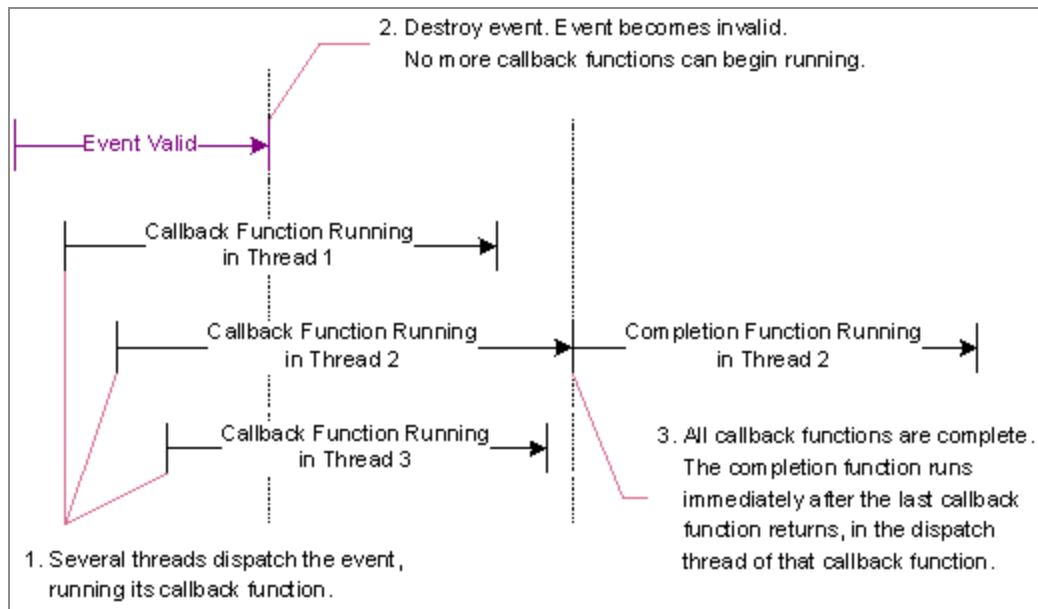 2. Destroy event. Event becomes invalid.
No more callback functions can begin running.
Event Valid
Callback Function Running
in Thread 1
Callback Function Running
in Thread 2
Completion Function Running
in Thread 2
Callback Function Running
in Thread 3
3. All callback functions are complete.
The completion function runs
immediately after the last callback
function returns, in the dispatch
thread of that callback function.
1. Several threads dispatch the event,
running its callback function.